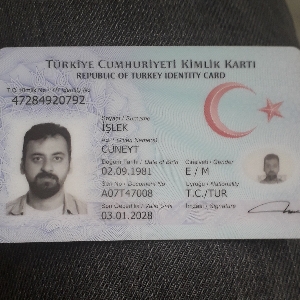 TÜRKİYE CUMHURİYETİ KİMLİK KARTI
REPUBLIC OF TURKEY IDENTITY CARD
T.C. Kimlik No / TR Identity No
47284920792
Soyadı / Surname
İŞLEK
Adı / Given Name(s)
CÜNEYT
Doğum Tarihi / Date of Birth Cinsiyeti / Gender
02.09.1981 E / M
Seri No / Document No Uyruğu / Nationality
A07T47008 T.C./TUR
Son Geçerlilik / Valid Until İmzası / Signature
03.01.2028